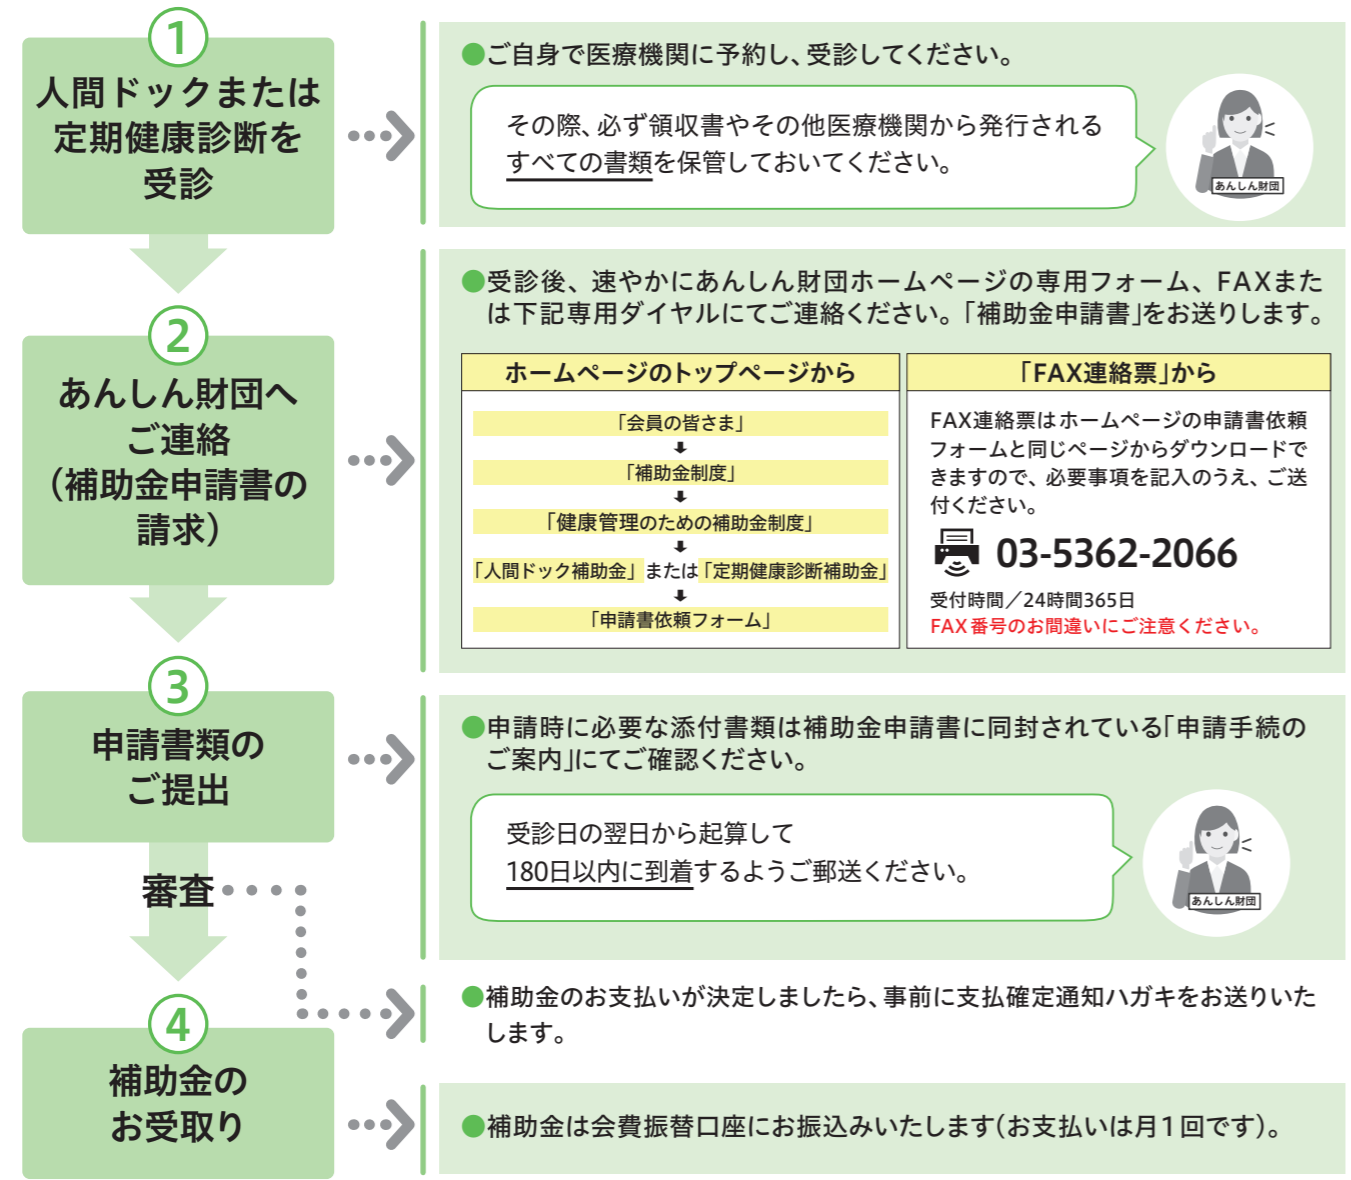 1
人間ドックまたは
定期健康診断を
受診
●ご自身で医療機関に予約し、受診してください。
その際、必ず領収書やその他医療機関から発行される
すべての書類を保管しておいてください。
あんしん財団
2
あんしん財団へ
ご連絡
（補助金申請書の
請求）
●受診後、速やかにあんしん財団ホームページの専用フォーム、FAXまた
は下記専用ダイヤルにてご連絡ください。「補助金申請書」をお送りします。
ホームページのトップページから
「会員の皆さま」
「補助金制度」
「健康管理のための補助金制度」
「人間ドック補助金」または「定期健康診断補助金」
「申請書依頼フォーム」
「FAX連絡票」から
FAX連絡票はホームページの申請書依頼
フォームと同じページからダウンロードで
きますので、必要事項を記入のうえ、ご送
付ください。
03-5362-2066
受付時間／24時間365日
FAX番号のお間違いにご注意ください。
3
申請書類の
ご提出
●申請時に必要な添付書類は補助金申請書に同封されている「申請手続の
ご案内」にてご確認ください。
受診日の翌日から起算して
180日以内に到着するようご郵送ください。
あんしん財団
審査
●補助金のお支払いが決定しましたら、事前に支払確定通知ハガキをお送りいた
します。
4
補助金の
お受取り
●補助金は会費振替口座にお振込みいたします（お支払いは月1回です）。